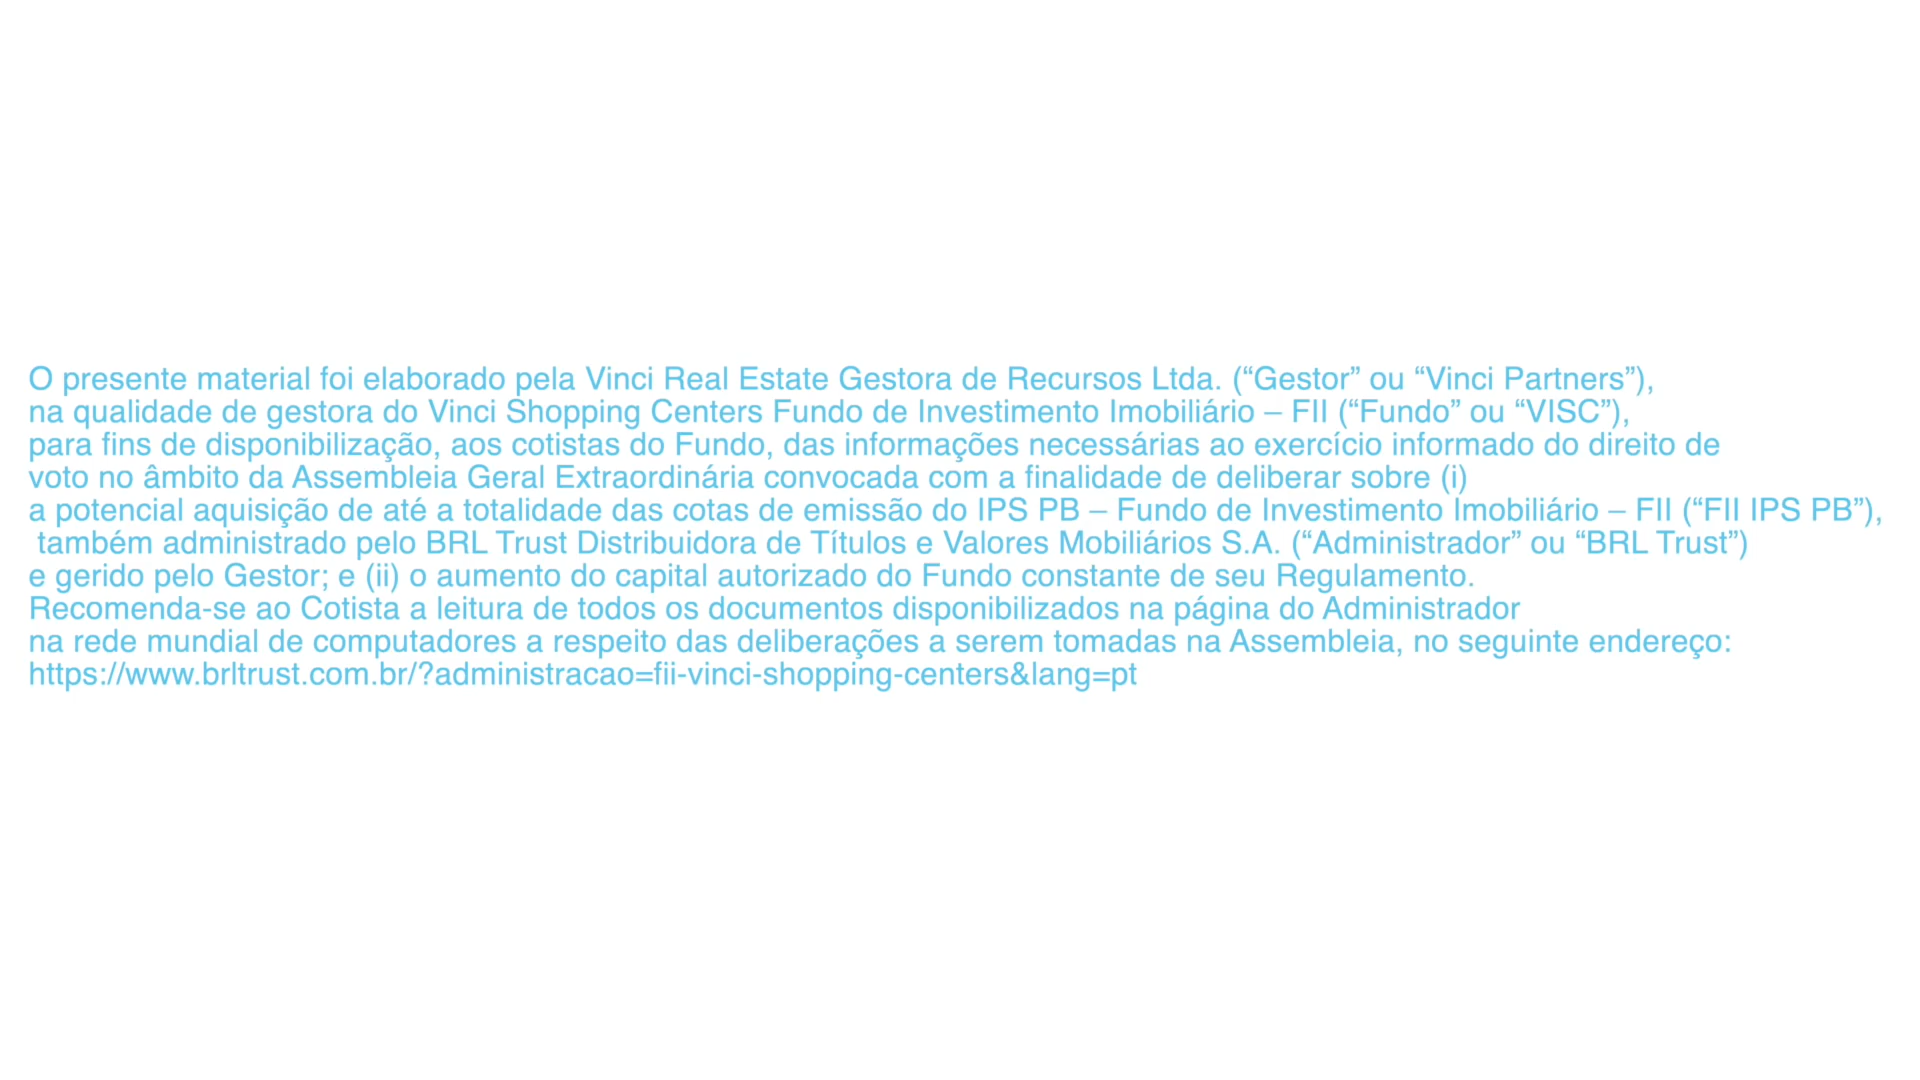 O presente material foi elaborado pela Vinci Real Estate Gestora de Recursos Ltda. (“Gestor” ou “Vinci Partners”),
na qualidade de gestora do Vinci Shopping Centers Fundo de Investimento Imobiliário – FII (“Fundo” ou “VISC”),
para fins de disponibilização, aos cotistas do Fundo, das informações necessárias ao exercício informado do direito de
voto no âmbito da Assembleia Geral Extraordinária convocada com a finalidade de deliberar sobre (i)
a potencial aquisição de até a totalidade das cotas de emissão do IPS PB – Fundo de Investimento Imobiliário – FII (“FII IPS PB”),
também administrado pelo BRL Trust Distribuidora de Títulos e Valores Mobiliários S.A. (“Administrador” ou “BRL Trust”)
e gerido pelo Gestor; e (ii) o aumento do capital autorizado do Fundo constante de seu Regulamento.
Recomenda-se ao Cotista a leitura de todos os documentos disponibilizados na página do Administrador
na rede mundial de computadores a respeito das deliberações a serem tomadas na Assembleia, no seguinte endereço:
https://www.brltrust.com.br/?administracao=fii-vinci-shopping-centers&lang=pt